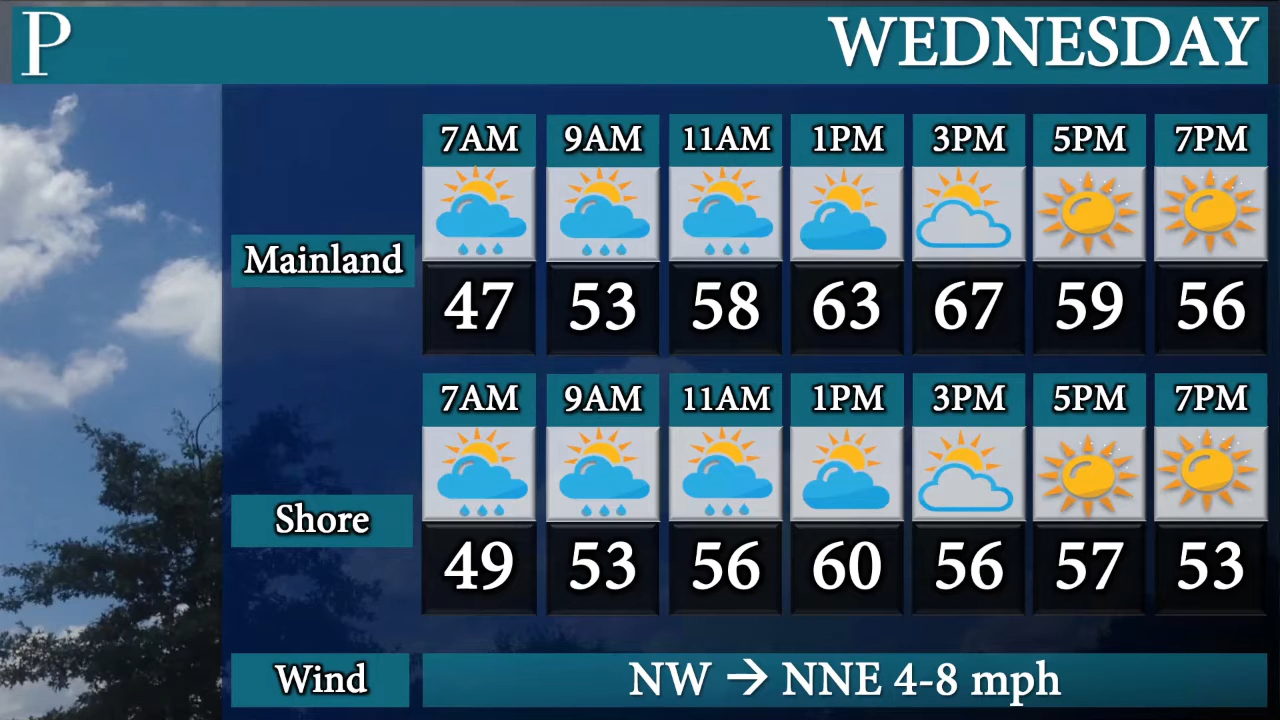 P
WEDNESDAY
7AM 9AM 11AM 1PM 3PM 5PM 7PM
Mainland
47 53 58 63 67 59 56
7AM 9AM 11AM 1PM 3PM 5PM 7PM
Shore
49 53 56 60 56 57 53
Wind
NW → NNE 4-8 mph